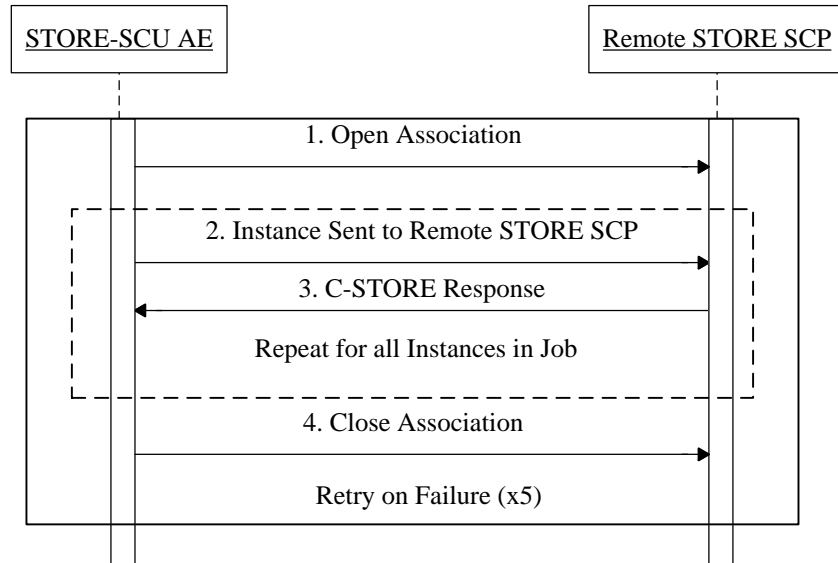 STORE-SCU AE
Remote STORE SCP
1. Open Association
2. Instance Sent to Remote STORE SCP
3. C-STORE Response
Repeat for all Instances in Job
4. Close Association
Retry on Failure (x5)